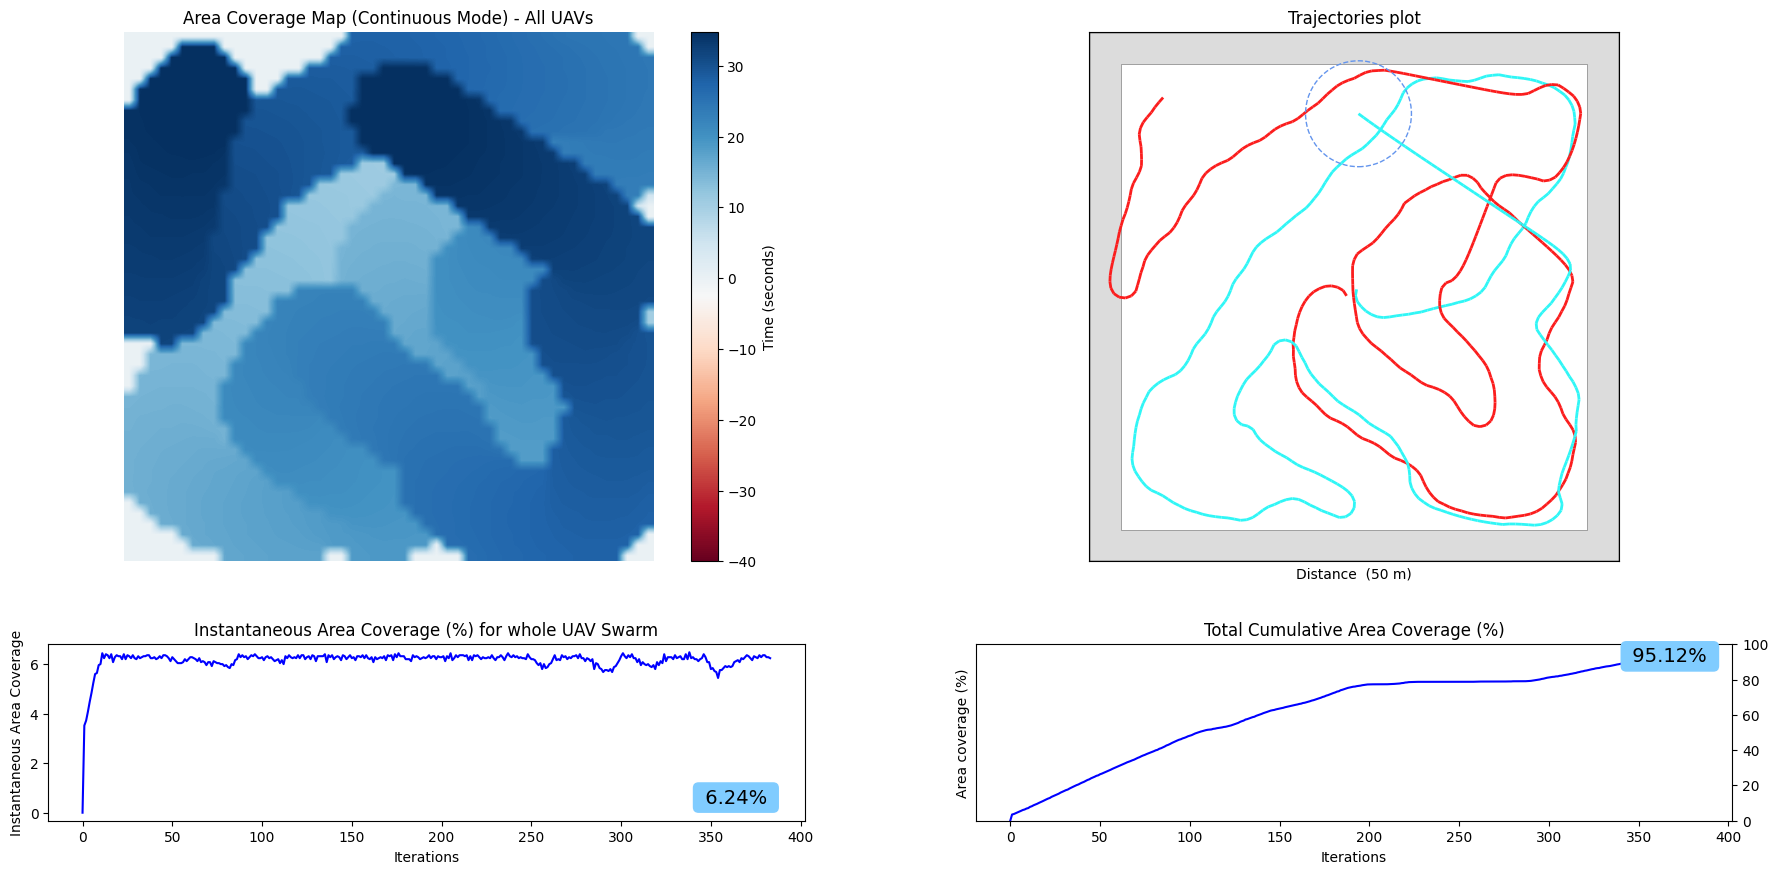 Area Coverage Map (Continuous Mode) - All UAVs
30
20
10
0
−10
−20
−30
−40
Time (seconds)
Trajectories plot
Distance  (50 m)
Instantaneous Area Coverage (%) for whole UAV Swarm
Instantaneous Area Coverage
6
4
2
0
6.24%
0 50 100 150 200 250 300 350 400
Iterations
Total Cumulative Area Coverage (%)
Area coverage (%)
95.12%
100
80
60
40
20
0
0 50 100 150 200 250 300 350 400
Iterations